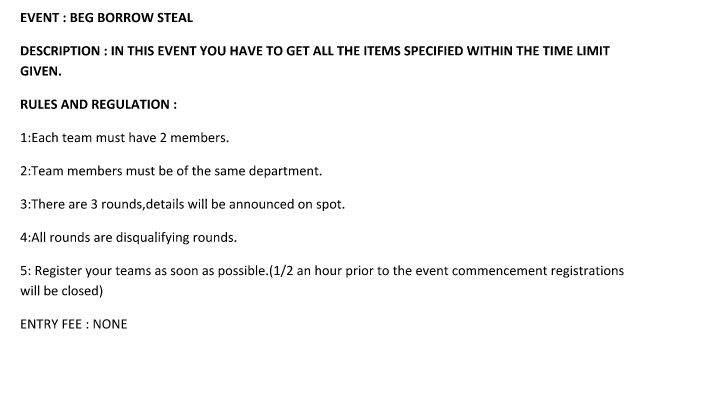 EVENT : BEG BORROW STEAL
DESCRIPTION : IN THIS EVENT YOU HAVE TO GET ALL THE ITEMS SPECIFIED WITHIN THE TIME LIMIT
GIVEN.
RULES AND REGULATION :
1:Each team must have 2 members.
2:Team members must be of the same department.
3:There are 3 rounds,details will be announced on spot.
4:All rounds are disqualifying rounds.
5: Register your teams as soon as possible.(1/2 an hour prior to the event commencement registrations
will be closed)
ENTRY FEE : NONE